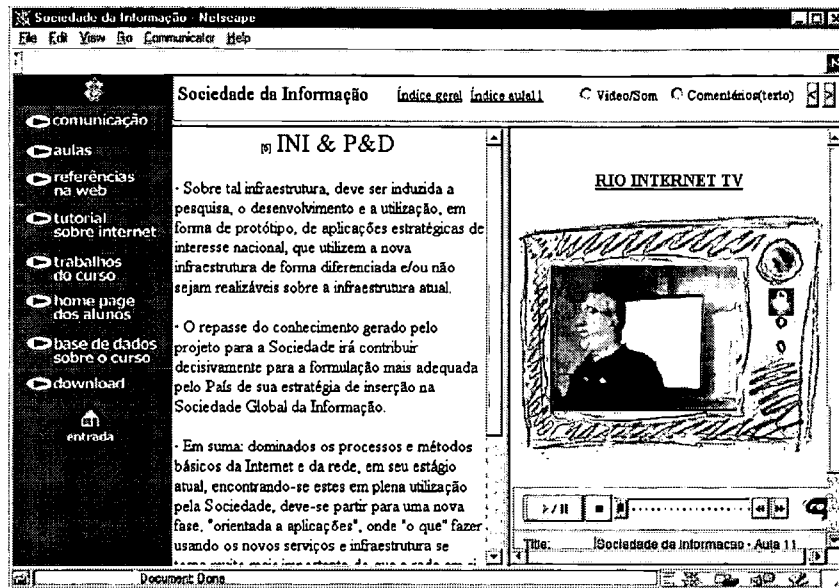 Sociedade da Informação - Netscape
File Edit View Go Communicator Help
Sociedade da Informação Índice geral Índice aula11 Video/Som Comentários(texto) < >
comunicação
aulas
referências
na web
tutorial
sobre internet
trabalhos
do curso
home page
dos alunos
base de dados
sobre o curso
download
entrada
INI & P&D
· Sobre tal infraestrutura, deve ser induzida a
pesquisa, o desenvolvimento e a utilização, em
forma de protótipo, de aplicações estratégicas de
interesse nacional, que utilizem a nova
infraestrutura de forma diferenciada e/ou não
sejam realizáveis sobre a infraestrutura atual.
· O repasse do conhecimento gerado pelo
projeto para a Sociedade irá contribuir
decisivamente para a formulação mais adequada
pelo País de sua estratégia de inserção na
Sociedade Global da Informação.
· Em suma: dominados os processos e métodos
básicos da Internet e da rede, em seu estágio
atual, encontrando-se estes em plena utilização
pela Sociedade, deve-se partir para uma nova
fase, "orientada a aplicações", onde "o que" fazer
usando os novos serviços e infraestrutura se
RIO INTERNET TV
Title: Sociedade da Informacao - Aula 11
Document: Done